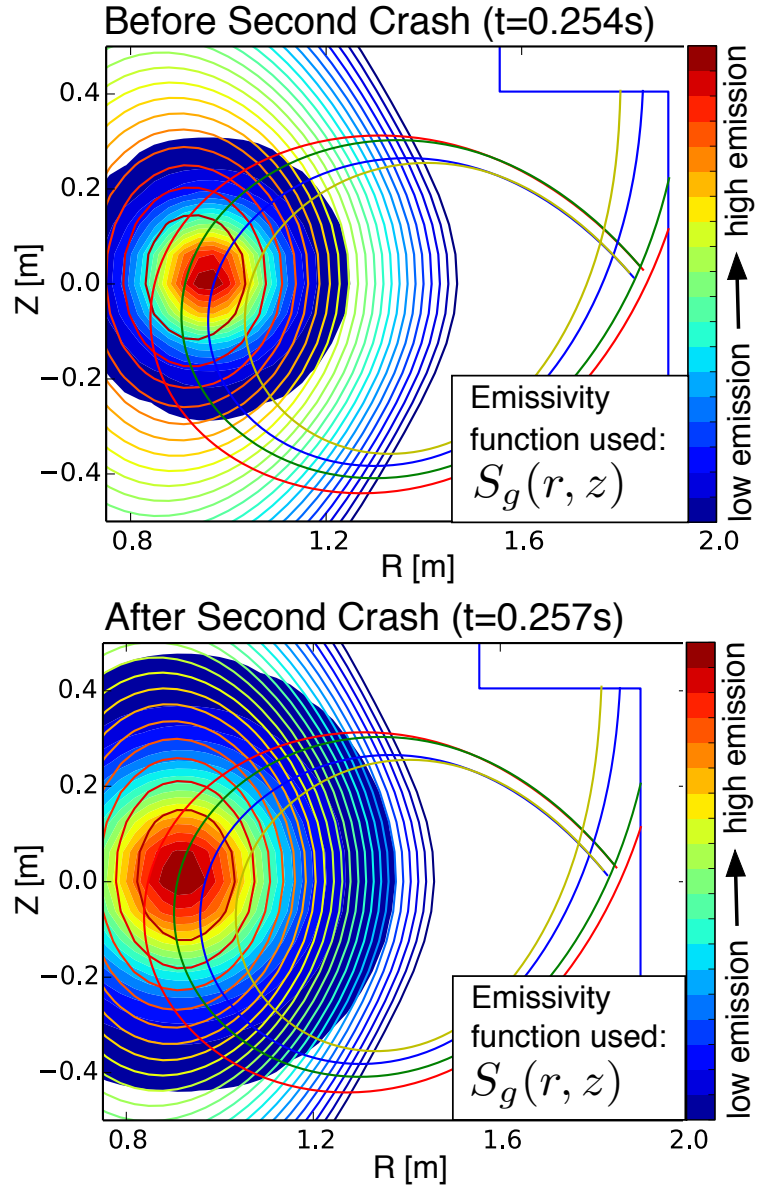 Before Second Crash (t=0.254s)
0.4
0.2
0.0
−0.2
−0.4
Z [m]
0.8
1.2
1.6
2.0
R [m]
Emissivity
function used:
S_g(r, z)
low emission
high emission
After Second Crash (t=0.257s)
0.4
0.2
0.0
−0.2
−0.4
Z [m]
0.8
1.2
1.6
2.0
R [m]
Emissivity
function used:
S_g(r, z)
low emission
high emission